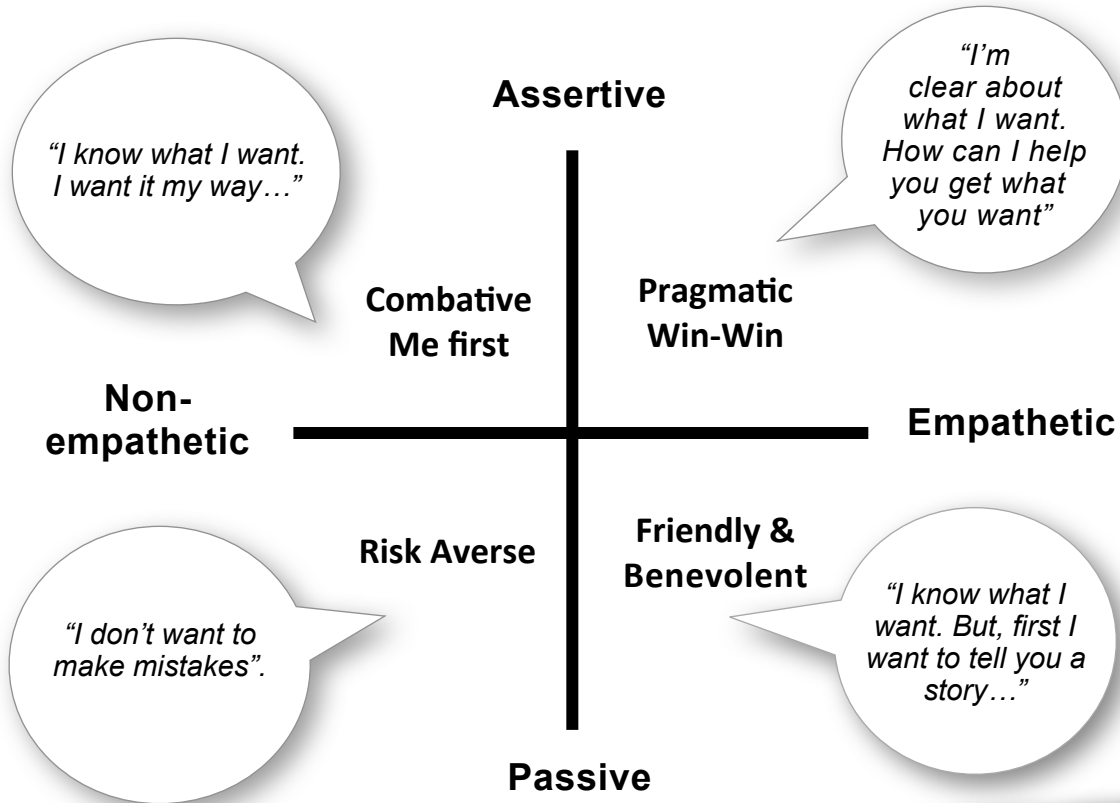 Assertive
“I know what I want.
I want it my way…”
“I’m
clear about
what I want.
How can I help
you get what
you want”
Combative
Me first
Pragmatic
Win-Win
Non-
empathetic
Empathetic
Risk Averse
Friendly &
Benevolent
“I don’t want to
make mistakes”.
“I know what I
want. But, first I
want to tell you a
story…”
Passive